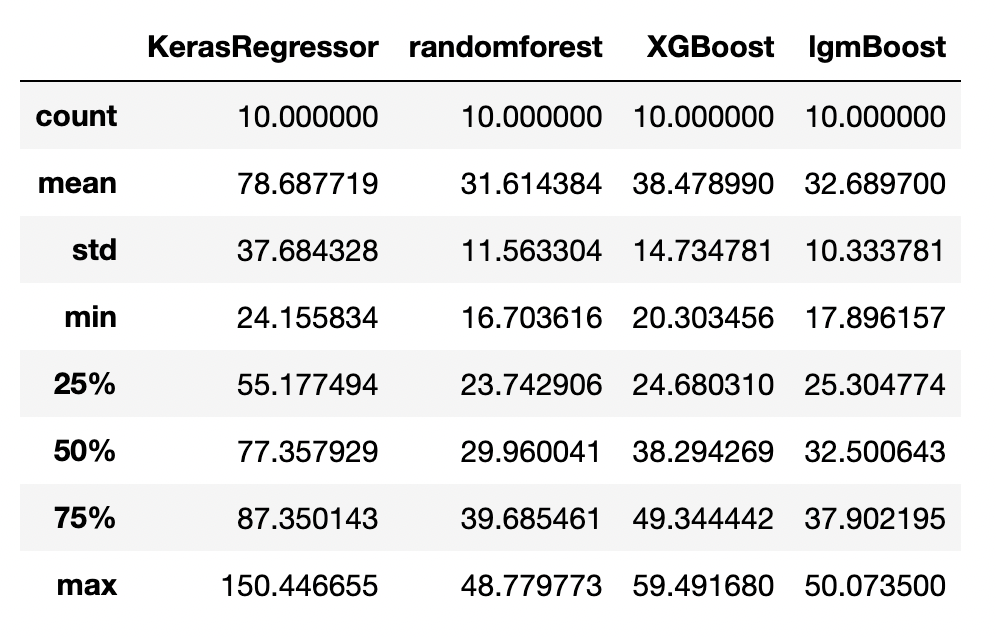 KerasRegressor randomforest XGBoost lgmBoost
count 10.000000 10.000000 10.000000 10.000000
mean 78.687719 31.614384 38.478990 32.689700
std 37.684328 11.563304 14.734781 10.333781
min 24.155834 16.703616 20.303456 17.896157
25% 55.177494 23.742906 24.680310 25.304774
50% 77.357929 29.960041 38.294269 32.500643
75% 87.350143 39.685461 49.344442 37.902195
max 150.446655 48.779773 59.491680 50.073500